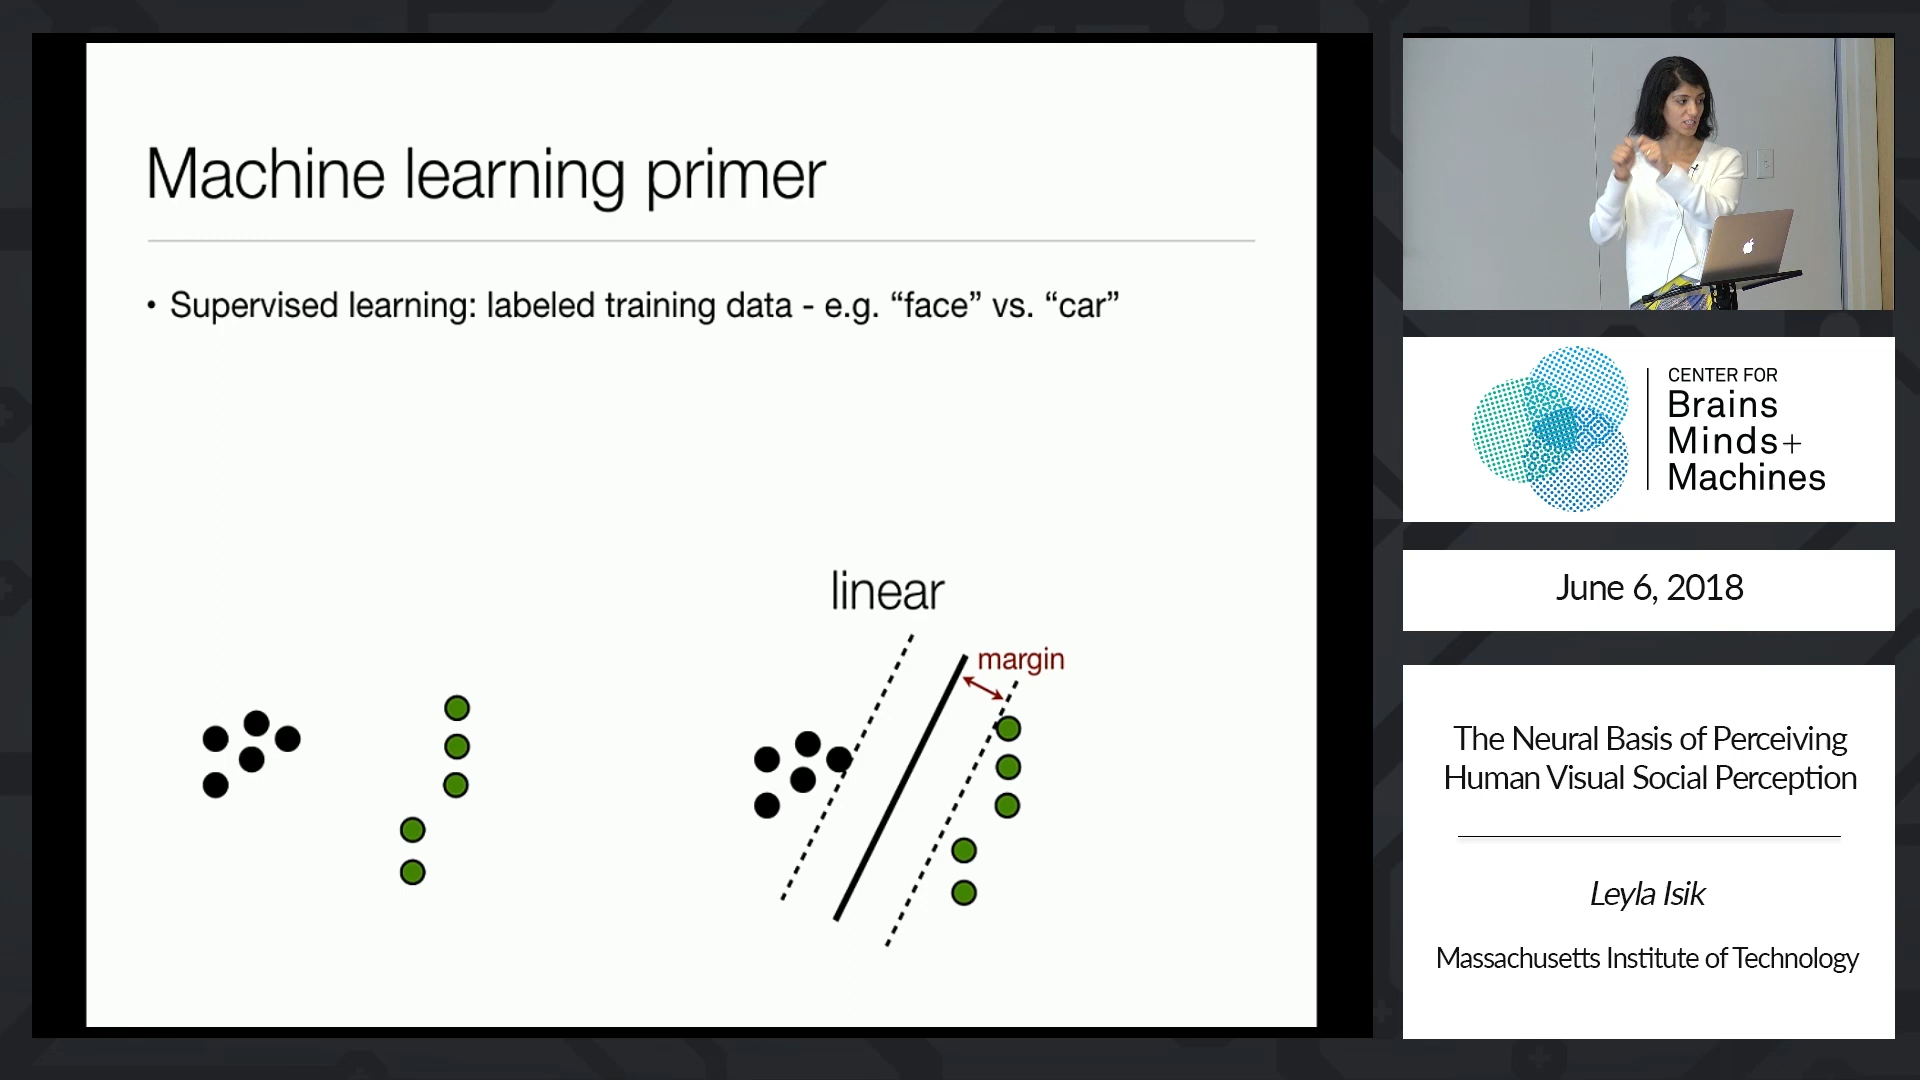 Machine learning primer
• Supervised learning: labeled training data - e.g. “face” vs. “car”
linear
margin
CENTER FOR
Brains
Minds+
Machines
June 6, 2018
The Neural Basis of Perceiving
Human Visual Social Perception
Leyla Isik
Massachusetts Institute of Technology